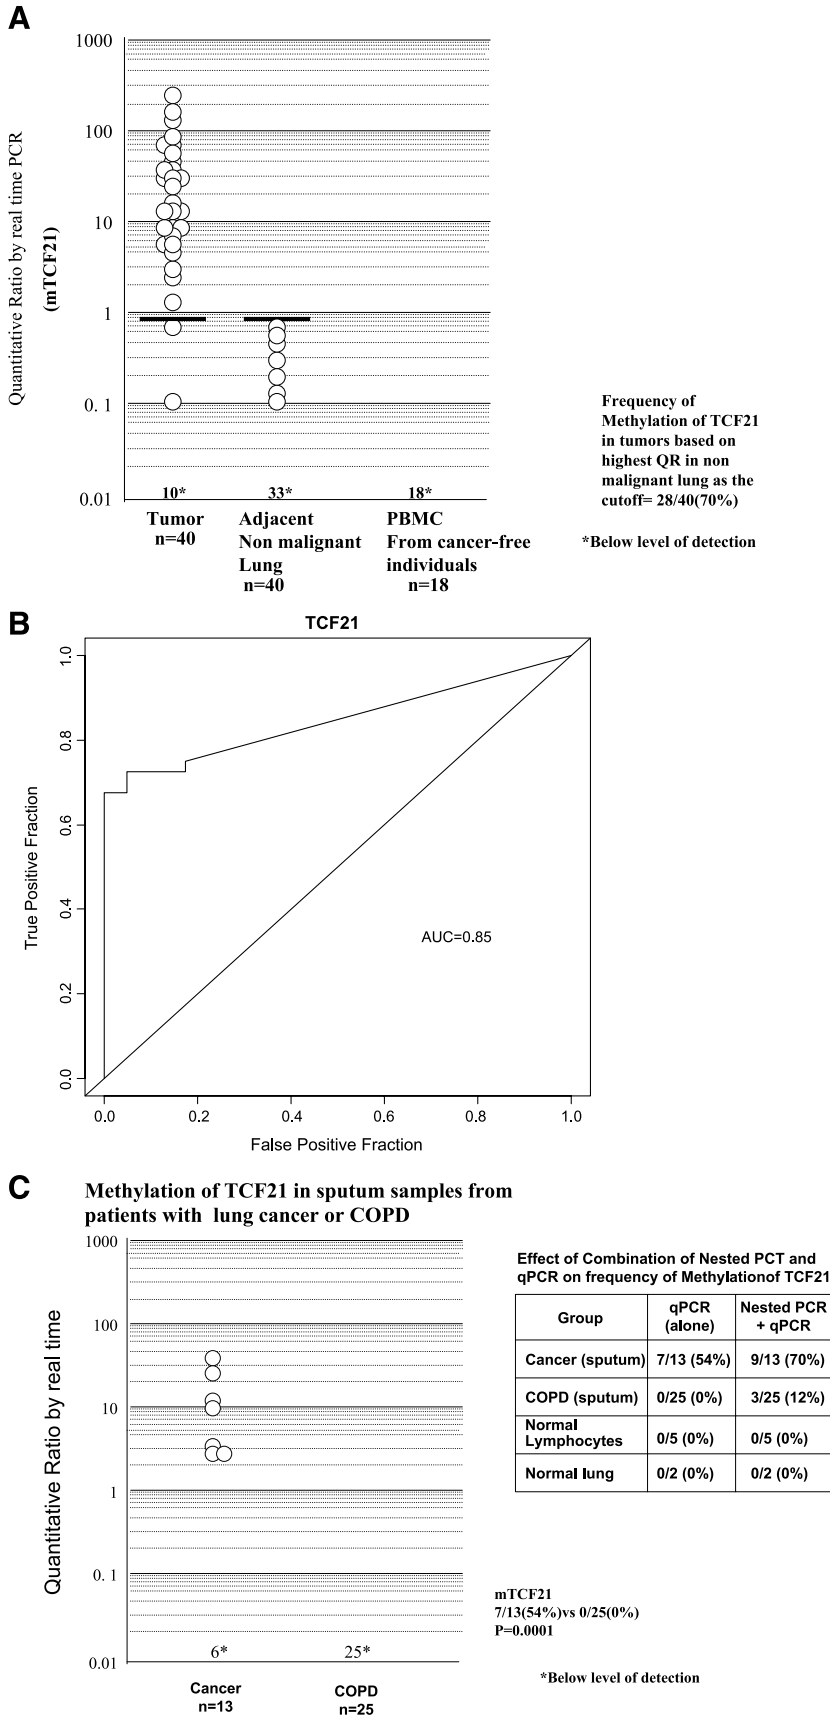 A
1000
100
10
1
0. 1
0.01
Quantitative Ratio by real time PCR
(mTCF21)
10*
33*
18*
Tumor
n=40
Adjacent
Non malignant
Lung
n=40
PBMC
From cancer-free
individuals
n=18
Frequency of
Methylation of TCF21
in tumors based on
highest QR in non
malignant lung as the
cutoff= 28/40(70%)
*Below level of detection
B
TCF21
True Positive Fraction
1.0
0.8
0.6
0.4
0.2
0.0
AUC=0.85
0.0 0.2 0.4 0.6 0.8 1.0
False Positive Fraction
C
Methylation of TCF21 in sputum samples from
patients with lung cancer or COPD
1000
100
10
1
0. 1
0.01
Quantitative Ratio by real time
6*
25*
Cancer
n=13
COPD
n=25
Effect of Combination of Nested PCT and
qPCR on frequency of Methylationof TCF21
Group
qPCR
(alone)
Nested PCR
+ qPCR
Cancer (sputum) 7/13 (54%) 9/13 (70%)
COPD (sputum) 0/25 (0%) 3/25 (12%)
Normal
Lymphocytes 0/5 (0%) 0/5 (0%)
Normal lung 0/2 (0%) 0/2 (0%)
mTCF21
7/13(54%)vs 0/25(0%)
P=0.0001
*Below level of detection